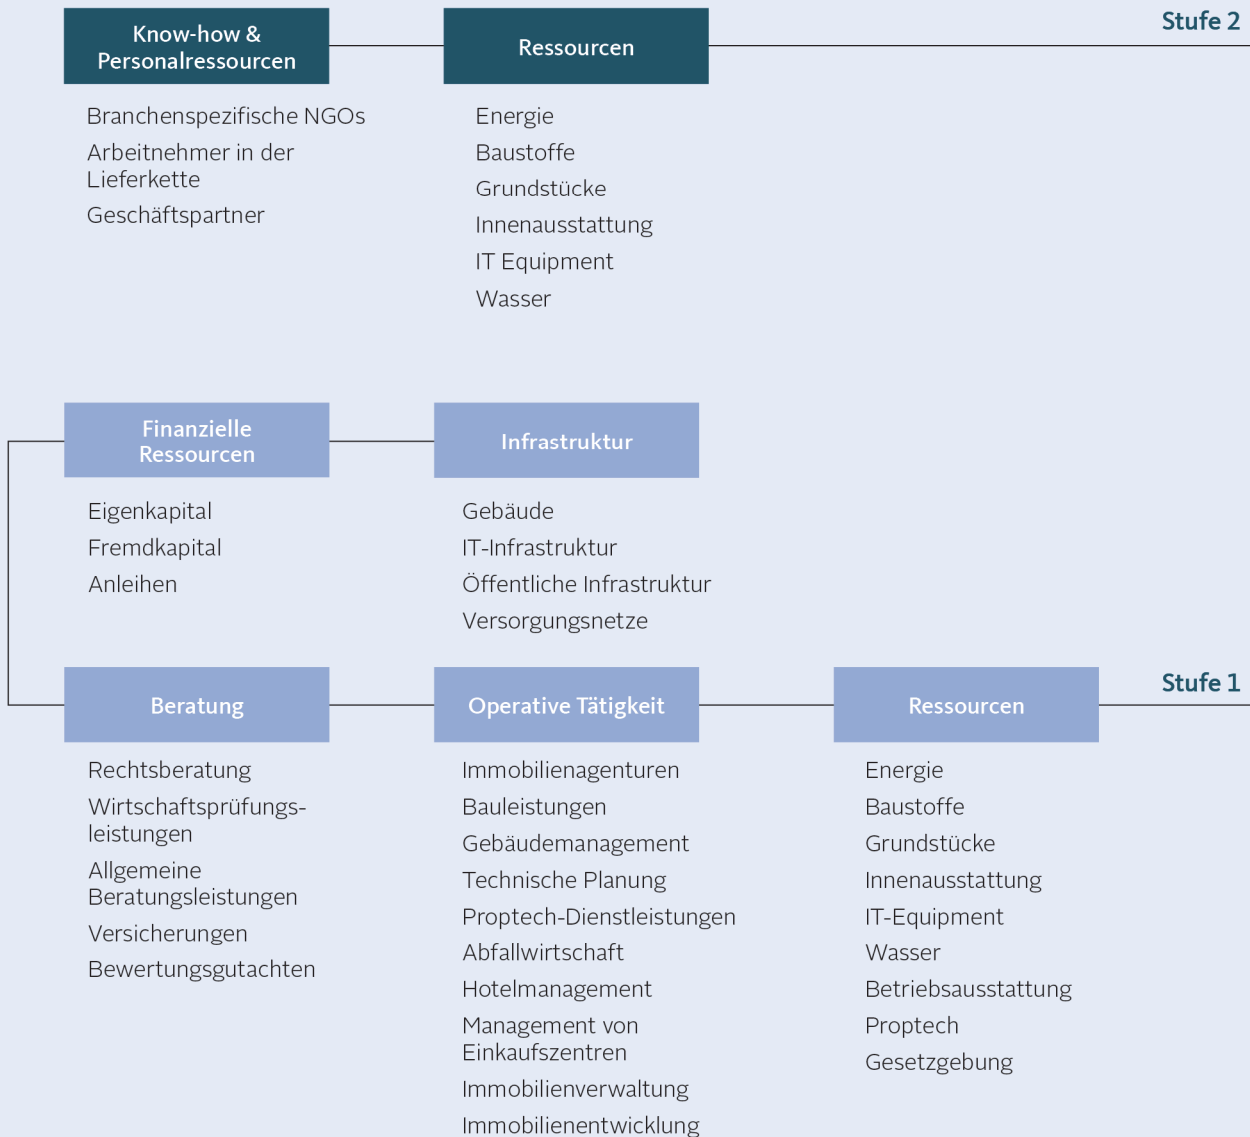 Stufe 2
Know-how &
Personalressourcen
Branchenspezifische NGOs
Arbeitnehmer in der
Lieferkette
Geschäftspartner
Ressourcen
Energie
Baustoffe
Grundstücke
Innenausstattung
IT Equipment
Wasser
Finanzielle
Ressourcen
Eigenkapital
Fremdkapital
Anleihen
Infrastruktur
Gebäude
IT-Infrastruktur
Öffentliche Infrastruktur
Versorgungsnetze
Stufe 1
Beratung
Rechtsberatung
Wirtschaftsprüfungs-
leistungen
Allgemeine
Beratungsleistungen
Versicherungen
Bewertungsgutachten
Operative Tätigkeit
Immobilienagenturen
Bauleistungen
Gebäudemanagement
Technische Planung
Proptech-Dienstleistungen
Abfallwirtschaft
Hotelmanagement
Management von
Einkaufszentren
Immobilienverwaltung
Immobilienentwicklung
Ressourcen
Energie
Baustoffe
Grundstücke
Innenausstattung
IT-Equipment
Wasser
Betriebsausstattung
Proptech
Gesetzgebung